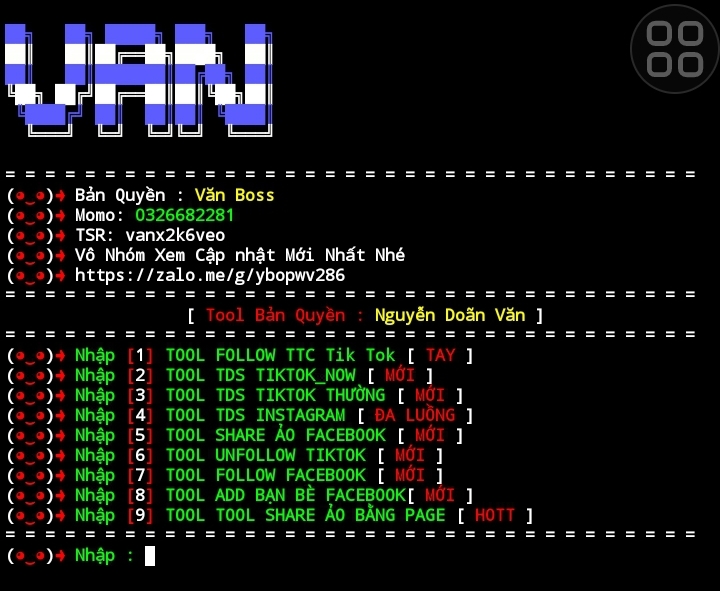 VAN
= = = = = = = = = = = = = = = = = = = = = = = = = = = = = = = = = = =
(◕‿◕)➜ Bản Quyền : Văn Boss
(◕‿◕)➜ Momo: 0326682281
(◕‿◕)➜ TSR: vanx2k6veo
(◕‿◕)➜ Vô Nhóm Xem Cập nhật Mới Nhất Nhé
(◕‿◕)➜ https://zalo.me/g/ybopwv286
= = = = = = = = = = = = = = = = = = = = = = = = = = = = = = = = = = =
[ Tool Bản Quyền : Nguyễn Doãn Văn ]
= = = = = = = = = = = = = = = = = = = = = = = = = = = = = = = = = = =
(◕‿◕)➜ Nhập [1] TOOL FOLLOW TTC Tik Tok [ TAY ]
(◕‿◕)➜ Nhập [2] TOOL TDS TIKTOK_NOW [ MỚI ]
(◕‿◕)➜ Nhập [3] TOOL TDS TIKTOK THƯỜNG [ MỚI ]
(◕‿◕)➜ Nhập [4] TOOL TDS INSTAGRAM [ ĐA LUỒNG ]
(◕‿◕)➜ Nhập [5] TOOL SHARE ẢO FACEBOOK [ MỚI ]
(◕‿◕)➜ Nhập [6] TOOL UNFOLLOW TIKTOK [ MỚI ]
(◕‿◕)➜ Nhập [7] TOOL FOLLOW FACEBOOK [ MỚI ]
(◕‿◕)➜ Nhập [8] TOOL ADD BẠN BÈ FACEBOOK[ MỚI ]
(◕‿◕)➜ Nhập [9] TOOL TOOL SHARE ẢO BẰNG PAGE [ HOTT ]
= = = = = = = = = = = = = = = = = = = = = = = = = = = = = = = = = = =
(◕‿◕)➜ Nhập :